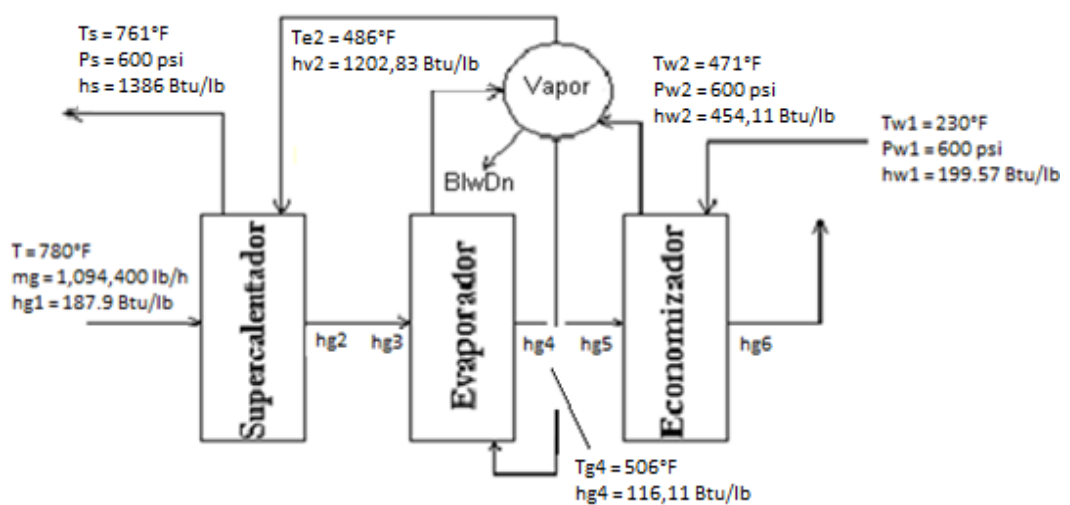 Ts = 761°F
Ps = 600 psi
hs = 1386 Btu/lb
Te2 = 486°F
hv2 = 1202,83 Btu/lb
Vapor
Tw2 = 471°F
Pw2 = 600 psi
hw2 = 454,11 Btu/lb
Tw1 = 230°F
Pw1 = 600 psi
hw1 = 199.57 Btu/lb
BlwDn
T = 780°F
mg = 1,094,400 lb/h
hg1 = 187.9 Btu/lb
Supercalentador
hg2
hg3
Evaporador
hg4
hg5
Economizador
hg6
Tg4 = 506°F
hg4 = 116,11 Btu/lb